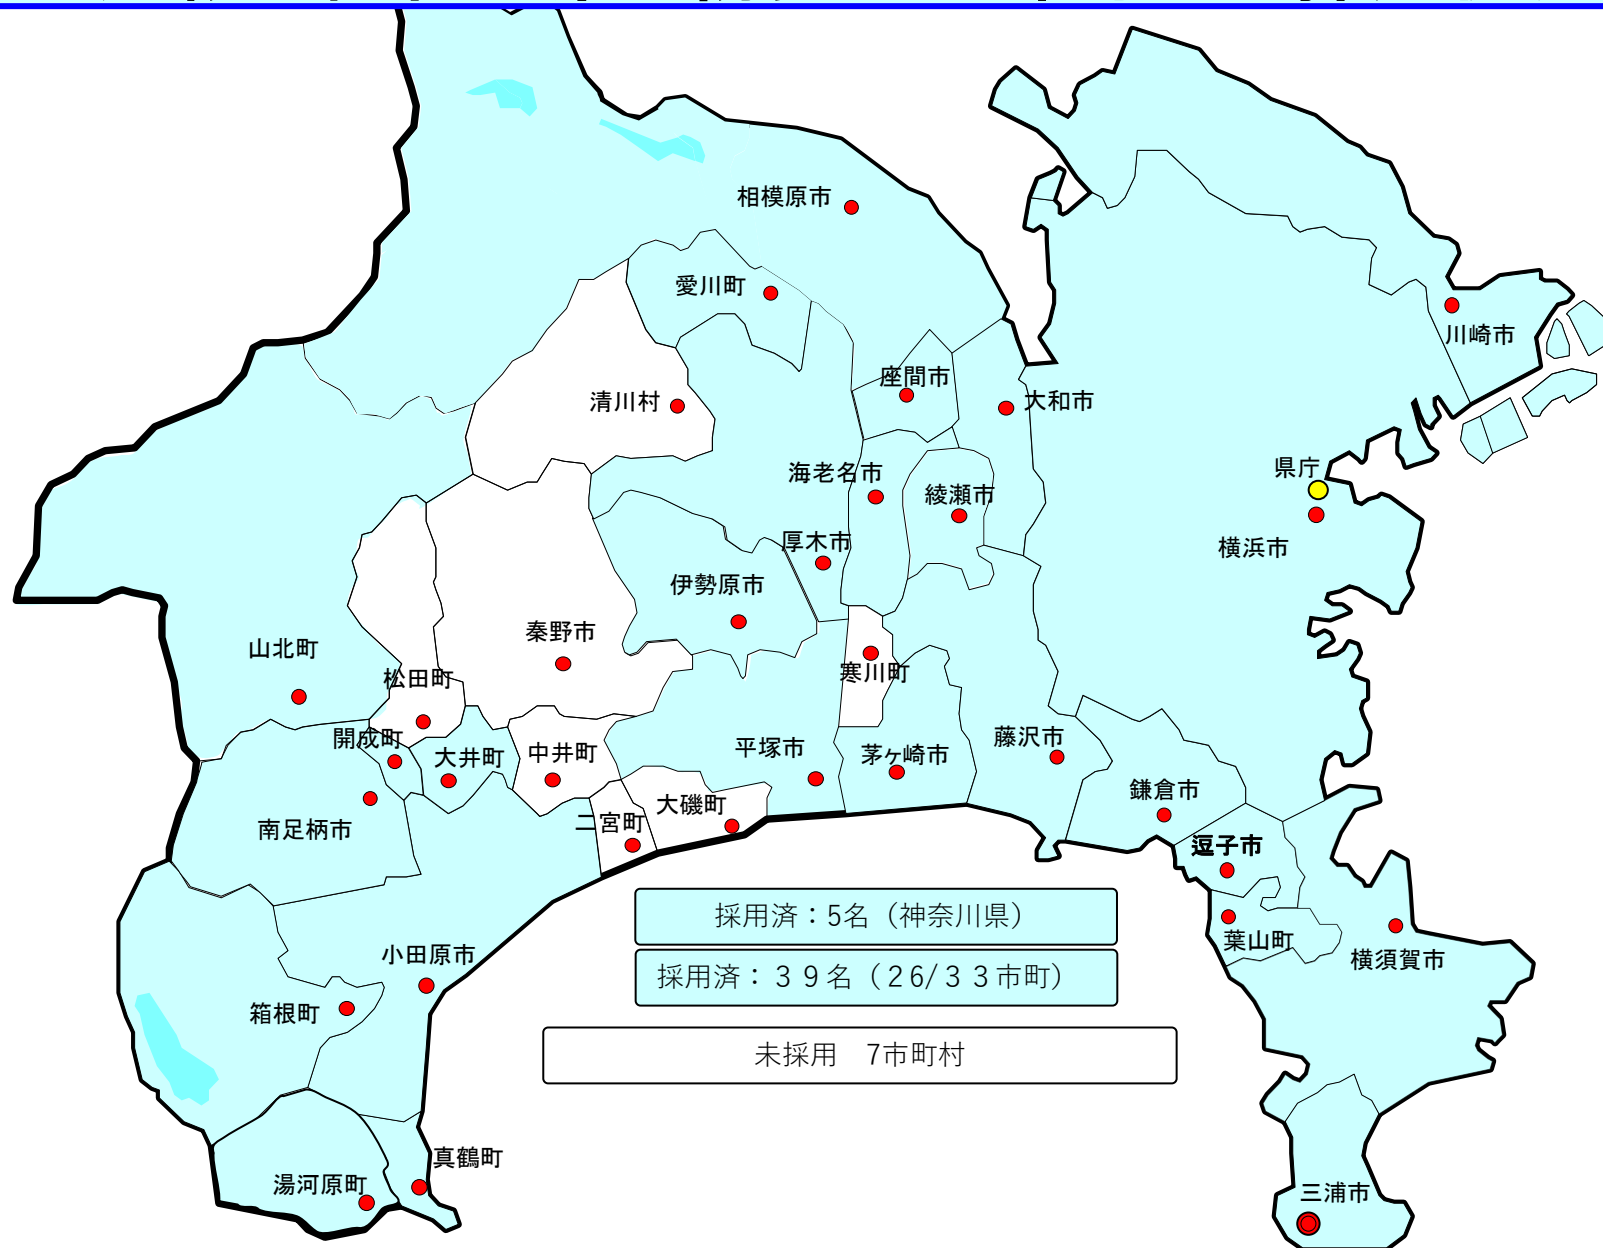 相模原市
愛川町
川崎市
座間市
清川村
大和市
海老名市
県庁
綾瀬市
厚木市
横浜市
伊勢原市
秦野市
山北町
寒川町
松田町
開成町
藤沢市
平塚市
大井町
中井町
茅ヶ崎市
鎌倉市
大磯町
二宮町
南足柄市
逗子市
採用済：5名（神奈川県）
葉山町
小田原市
横須賀市
採用済：３９名（２６/３３市町）
箱根町
未採用　7市町村
真鶴町
湯河原町
三浦市